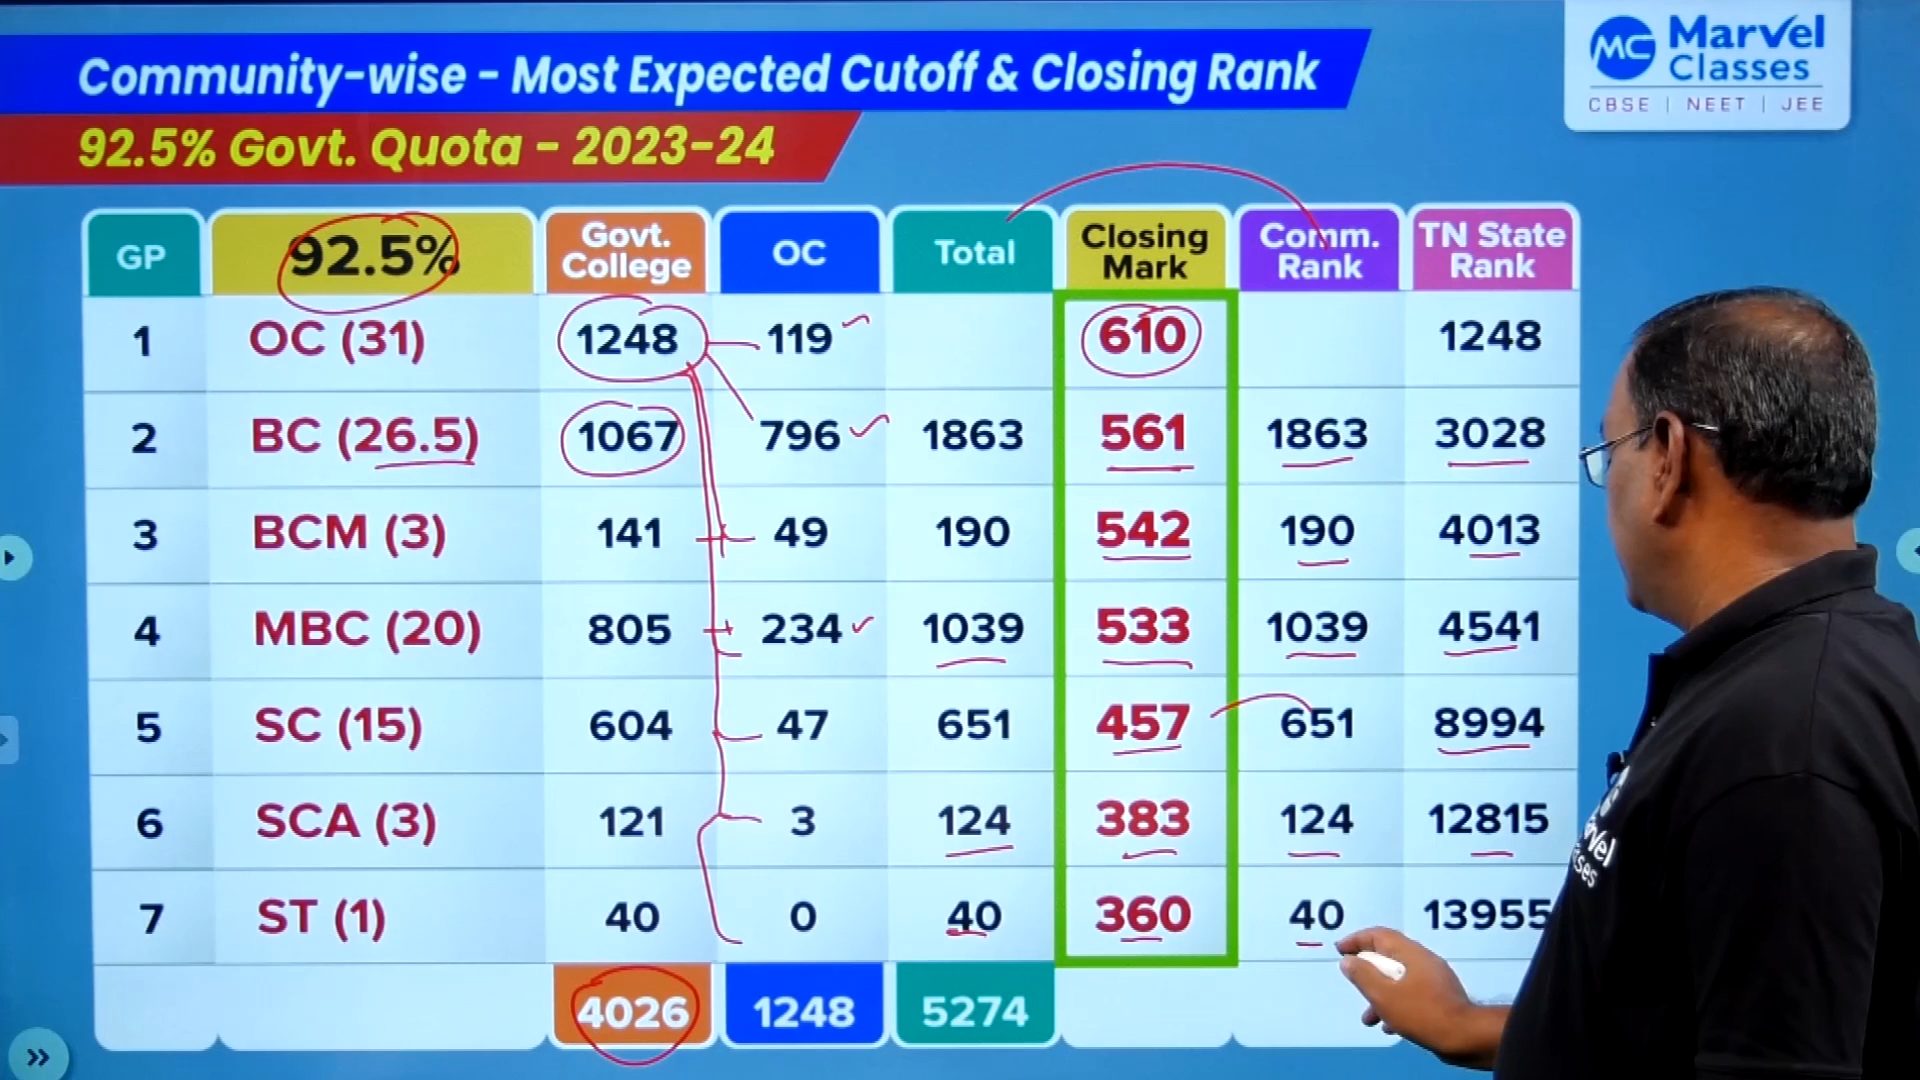 Community-wise - Most Expected Cutoff & Closing Rank
92.5% Govt. Quota - 2023-24
MC Marvel Classes
CBSE | NEET | JEE
GP 92.5% Govt. College OC Total Closing Mark Comm. Rank TN State Rank
1 OC (31) 1248 119 610 1248
2 BC (26.5) 1067 796 1863 561 1863 3028
3 BCM (3) 141 49 190 542 190 4013
4 MBC (20) 805 234 1039 533 1039 4541
5 SC (15) 604 47 651 457 651 8994
6 SCA (3) 121 3 124 383 124 12815
7 ST (1) 40 0 40 360 40 13955
4026 1248 5274